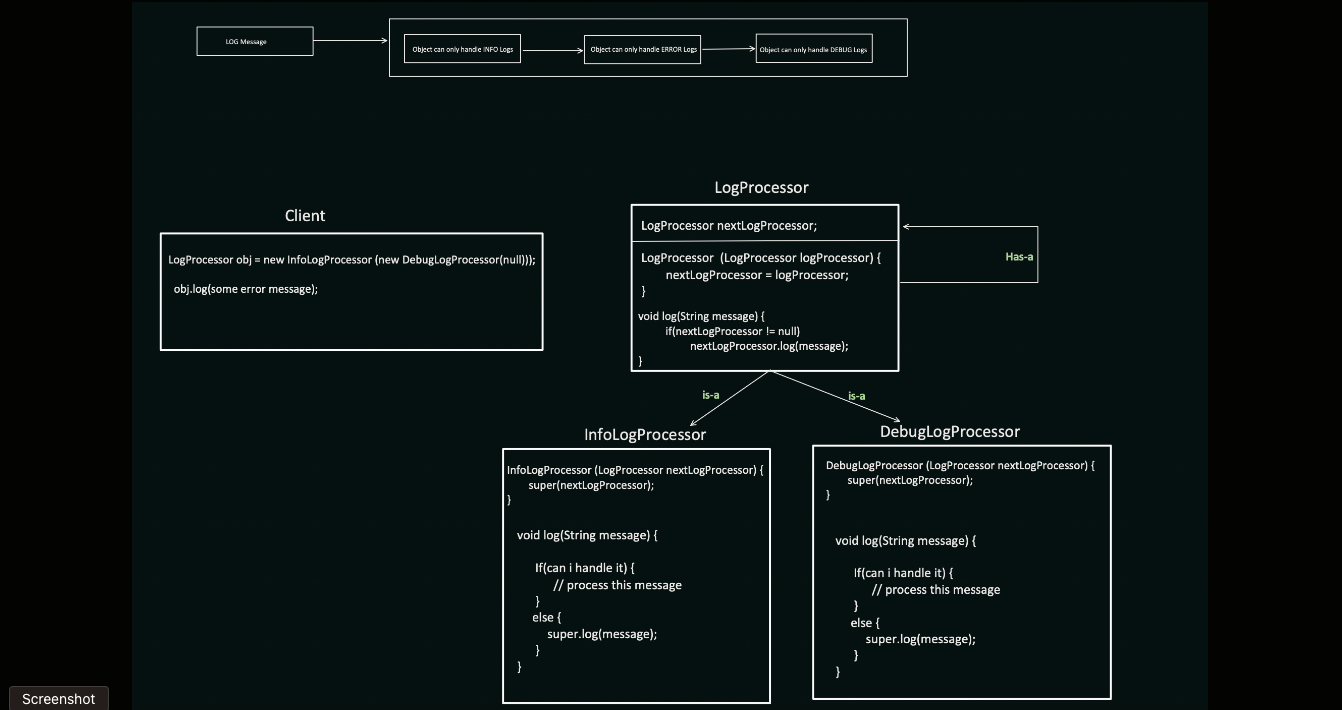 LOG Message
Object can only handle INFO Logs
Object can only handle ERROR Logs
Object can only handle DEBUG Logs
Client
LogProcessor obj = new InfoLogProcessor (new DebugLogProcessor(null)));
obj.log(some error message);
LogProcessor
LogProcessor nextLogProcessor;
LogProcessor (LogProcessor logProcessor) {
nextLogProcessor = logProcessor;
}
void log(String message) {
if(nextLogProcessor != null)
nextLogProcessor.log(message);
}
Has-a
is-a
is-a
InfoLogProcessor
InfoLogProcessor (LogProcessor nextLogProcessor) {
super(nextLogProcessor);
}
void log(String message) {
If(can i handle it) {
// process this message
}
else {
super.log(message);
}
}
DebugLogProcessor
DebugLogProcessor (LogProcessor nextLogProcessor) {
super(nextLogProcessor);
}
void log(String message) {
If(can i handle it) {
// process this message
}
else {
super.log(message);
}
}
Screenshot